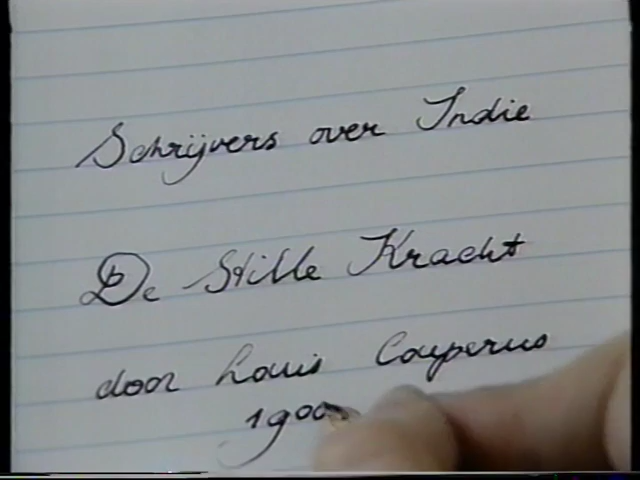 Schrijvers over Indie
De Stille Kracht
door Louis Couperus
1900